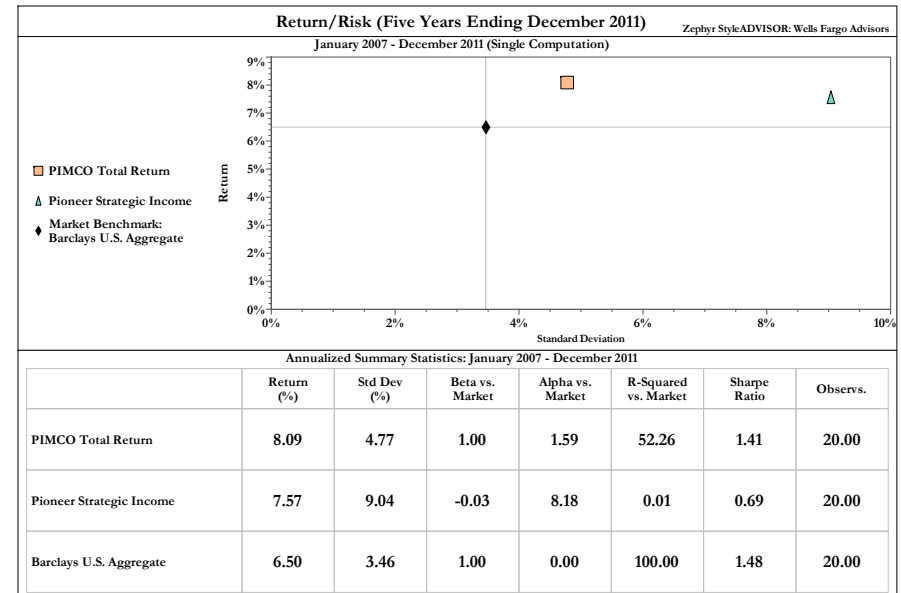 Return/Risk (Five Years Ending December 2011)
Zephyr StyleADVISOR: Wells Fargo Advisors
January 2007 - December 2011 (Single Computation)
9%
8%
7%
6%
5%
4%
3%
2%
1%
0%
Return
0% 2% 4% 6% 8% 10%
Standard Deviation
PIMCO Total Return
Pioneer Strategic Income
Market Benchmark:
Barclays U.S. Aggregate
Annualized Summary Statistics: January 2007 - December 2011
Return (%) Std Dev (%) Beta vs. Market Alpha vs. Market R-Squared vs. Market Sharpe Ratio Observs.
PIMCO Total Return 8.09 4.77 1.00 1.59 52.26 1.41 20.00
Pioneer Strategic Income 7.57 9.04 -0.03 8.18 0.01 0.69 20.00
Barclays U.S. Aggregate 6.50 3.46 1.00 0.00 100.00 1.48 20.00